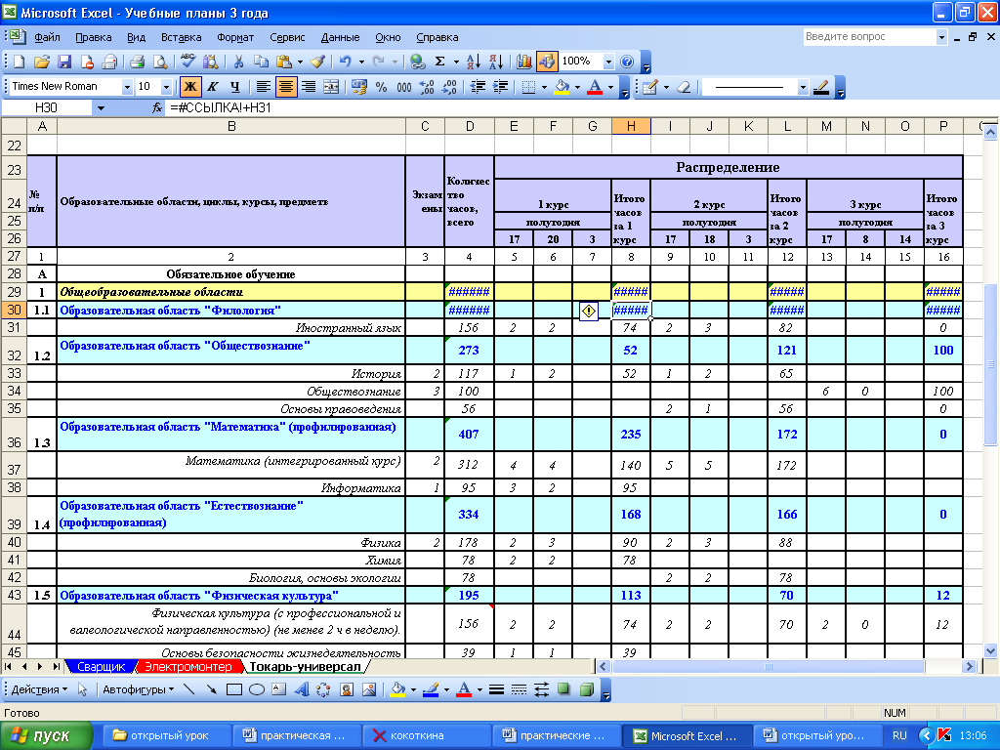 Microsoft Excel - Учебные планы 3 года
Файл Правка Вид Вставка Формат Сервис Данные Окно Справка Введите вопрос
100%
Times New Roman 10 Ж К Ч
H30 fx =#ССЫЛКА!+H31
A B C D E F G H I J K L M N O P
22
23 Распределение
24 № п/п Образовательные области, циклы, курсы, предметв Экзам ены Количес тво часов, всего 1 курс Итого часов за 1 курс 2 курс Итого часов за 2 курс 3 курс Итого часов за 3 курс
25 полугодия полугодия полугодия
26 17 20 3 17 18 3 17 8 14
27 1 2 3 4 5 6 7 8 9 10 11 12 13 14 15 16
28 А Обязательное обучение
29 1 Общеобразовательные области ###### ##### ##### #####
30 1.1 Образовательная область "Филология" ###### ##### ##### #####
31 Иностранный язык 156 2 2 74 2 3 82 0
32 1.2 Образовательная область "Обществознание" 273 52 121 100
33 История 2 117 1 2 52 1 2 65
34 Обществознание 3 100 6 0 100
35 Основы правоведения 56 2 1 56 0
36 1.3 Образовательная область "Математика" (профилированная) 407 235 172 0
37 Математика (интегрированный курс) 2 312 4 4 140 5 5 172
38 Информатика 1 95 3 2 95
39 1.4 Образовательная область "Естествознание"
(профилированная) 334 168 166 0
40 Физика 2 178 2 3 90 2 3 88
41 Химия 78 2 2 78
42 Биология, основы экологии 78 2 2 78
43 1.5 Образовательная область "Физическая культура" 195 113 70 12
44 Физическая культура (с профессиональной и
валеологической направленностью) (не менее 2 ч в неделю). 156 2 2 74 2 2 70 2 0 12
45 Основы безопасности жизнедеятельность 39 1 1 39
Сварщик Электромонтер Токарь-универсал
Действия Автофигуры
Готово NUM
пуск открытый урок практическая ... кокоткина практические ... Microsoft Excel ... открытый уро... RU 13:06